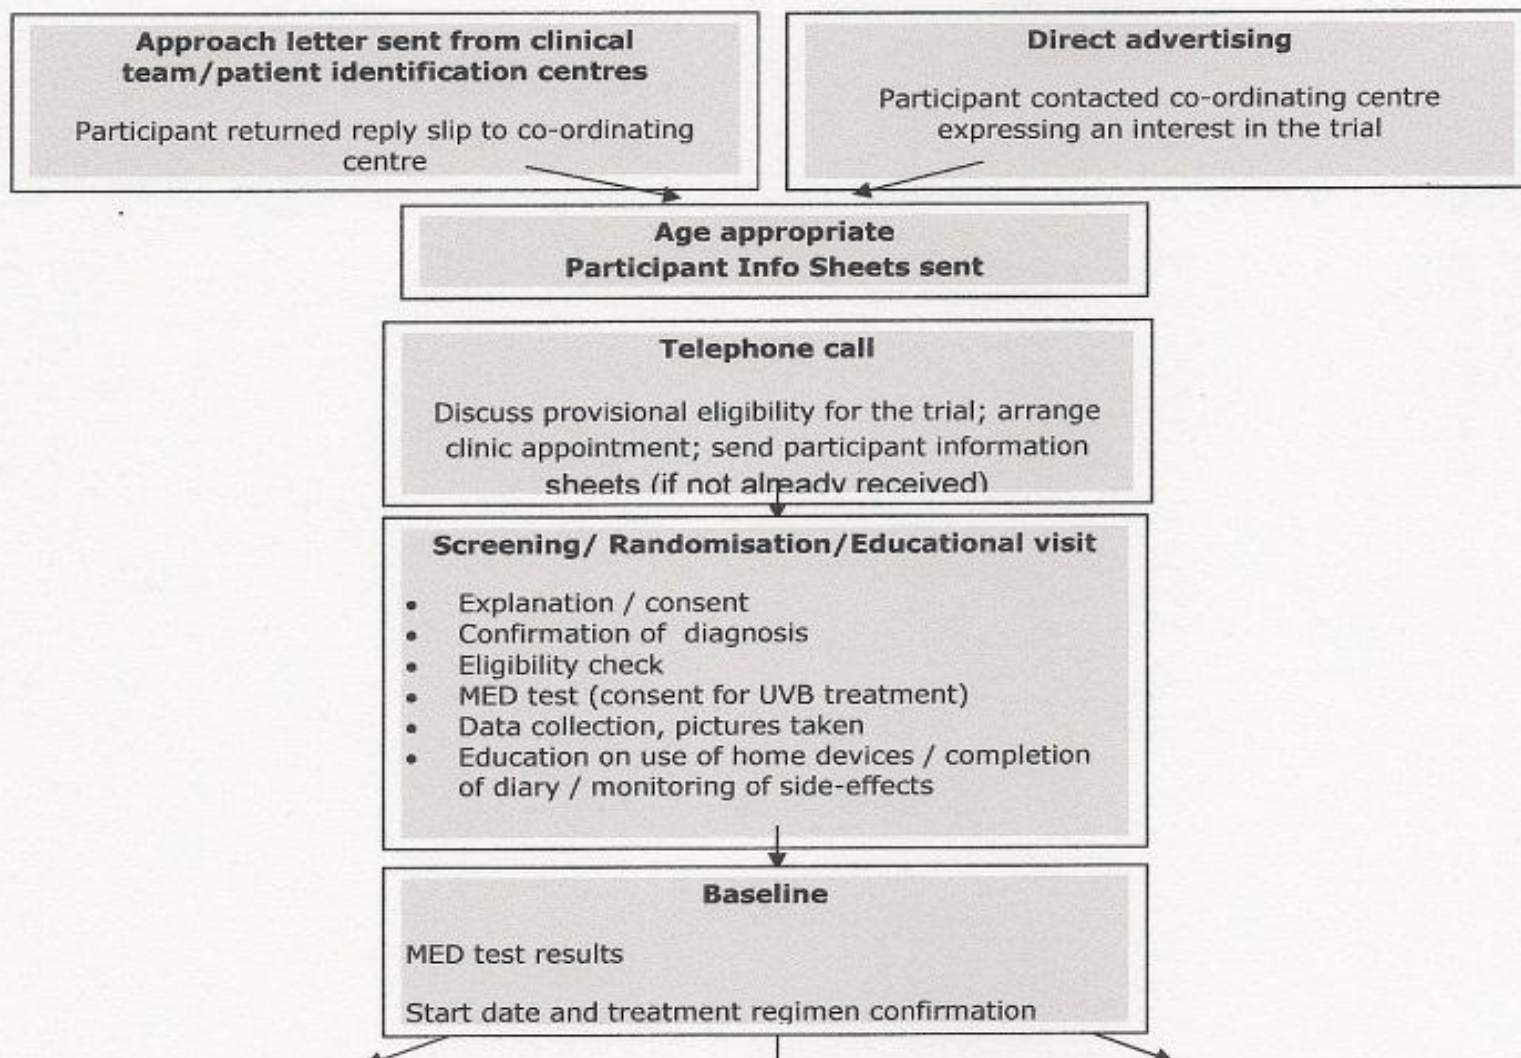 Approach letter sent from clinical
team/patient identification centres
Participant returned reply slip to co-ordinating
centre
Direct advertising
Participant contacted co-ordinating centre
expressing an interest in the trial
Age appropriate
Participant Info Sheets sent
Telephone call
Discuss provisional eligibility for the trial; arrange
clinic appointment; send participant information
sheets (if not already received)
Screening/ Randomisation/Educational visit
• Explanation / consent
• Confirmation of diagnosis
• Eligibility check
• MED test (consent for UVB treatment)
• Data collection, pictures taken
• Education on use of home devices / completion
of diary / monitoring of side-effects
Baseline
MED test results
Start date and treatment regimen confirmation